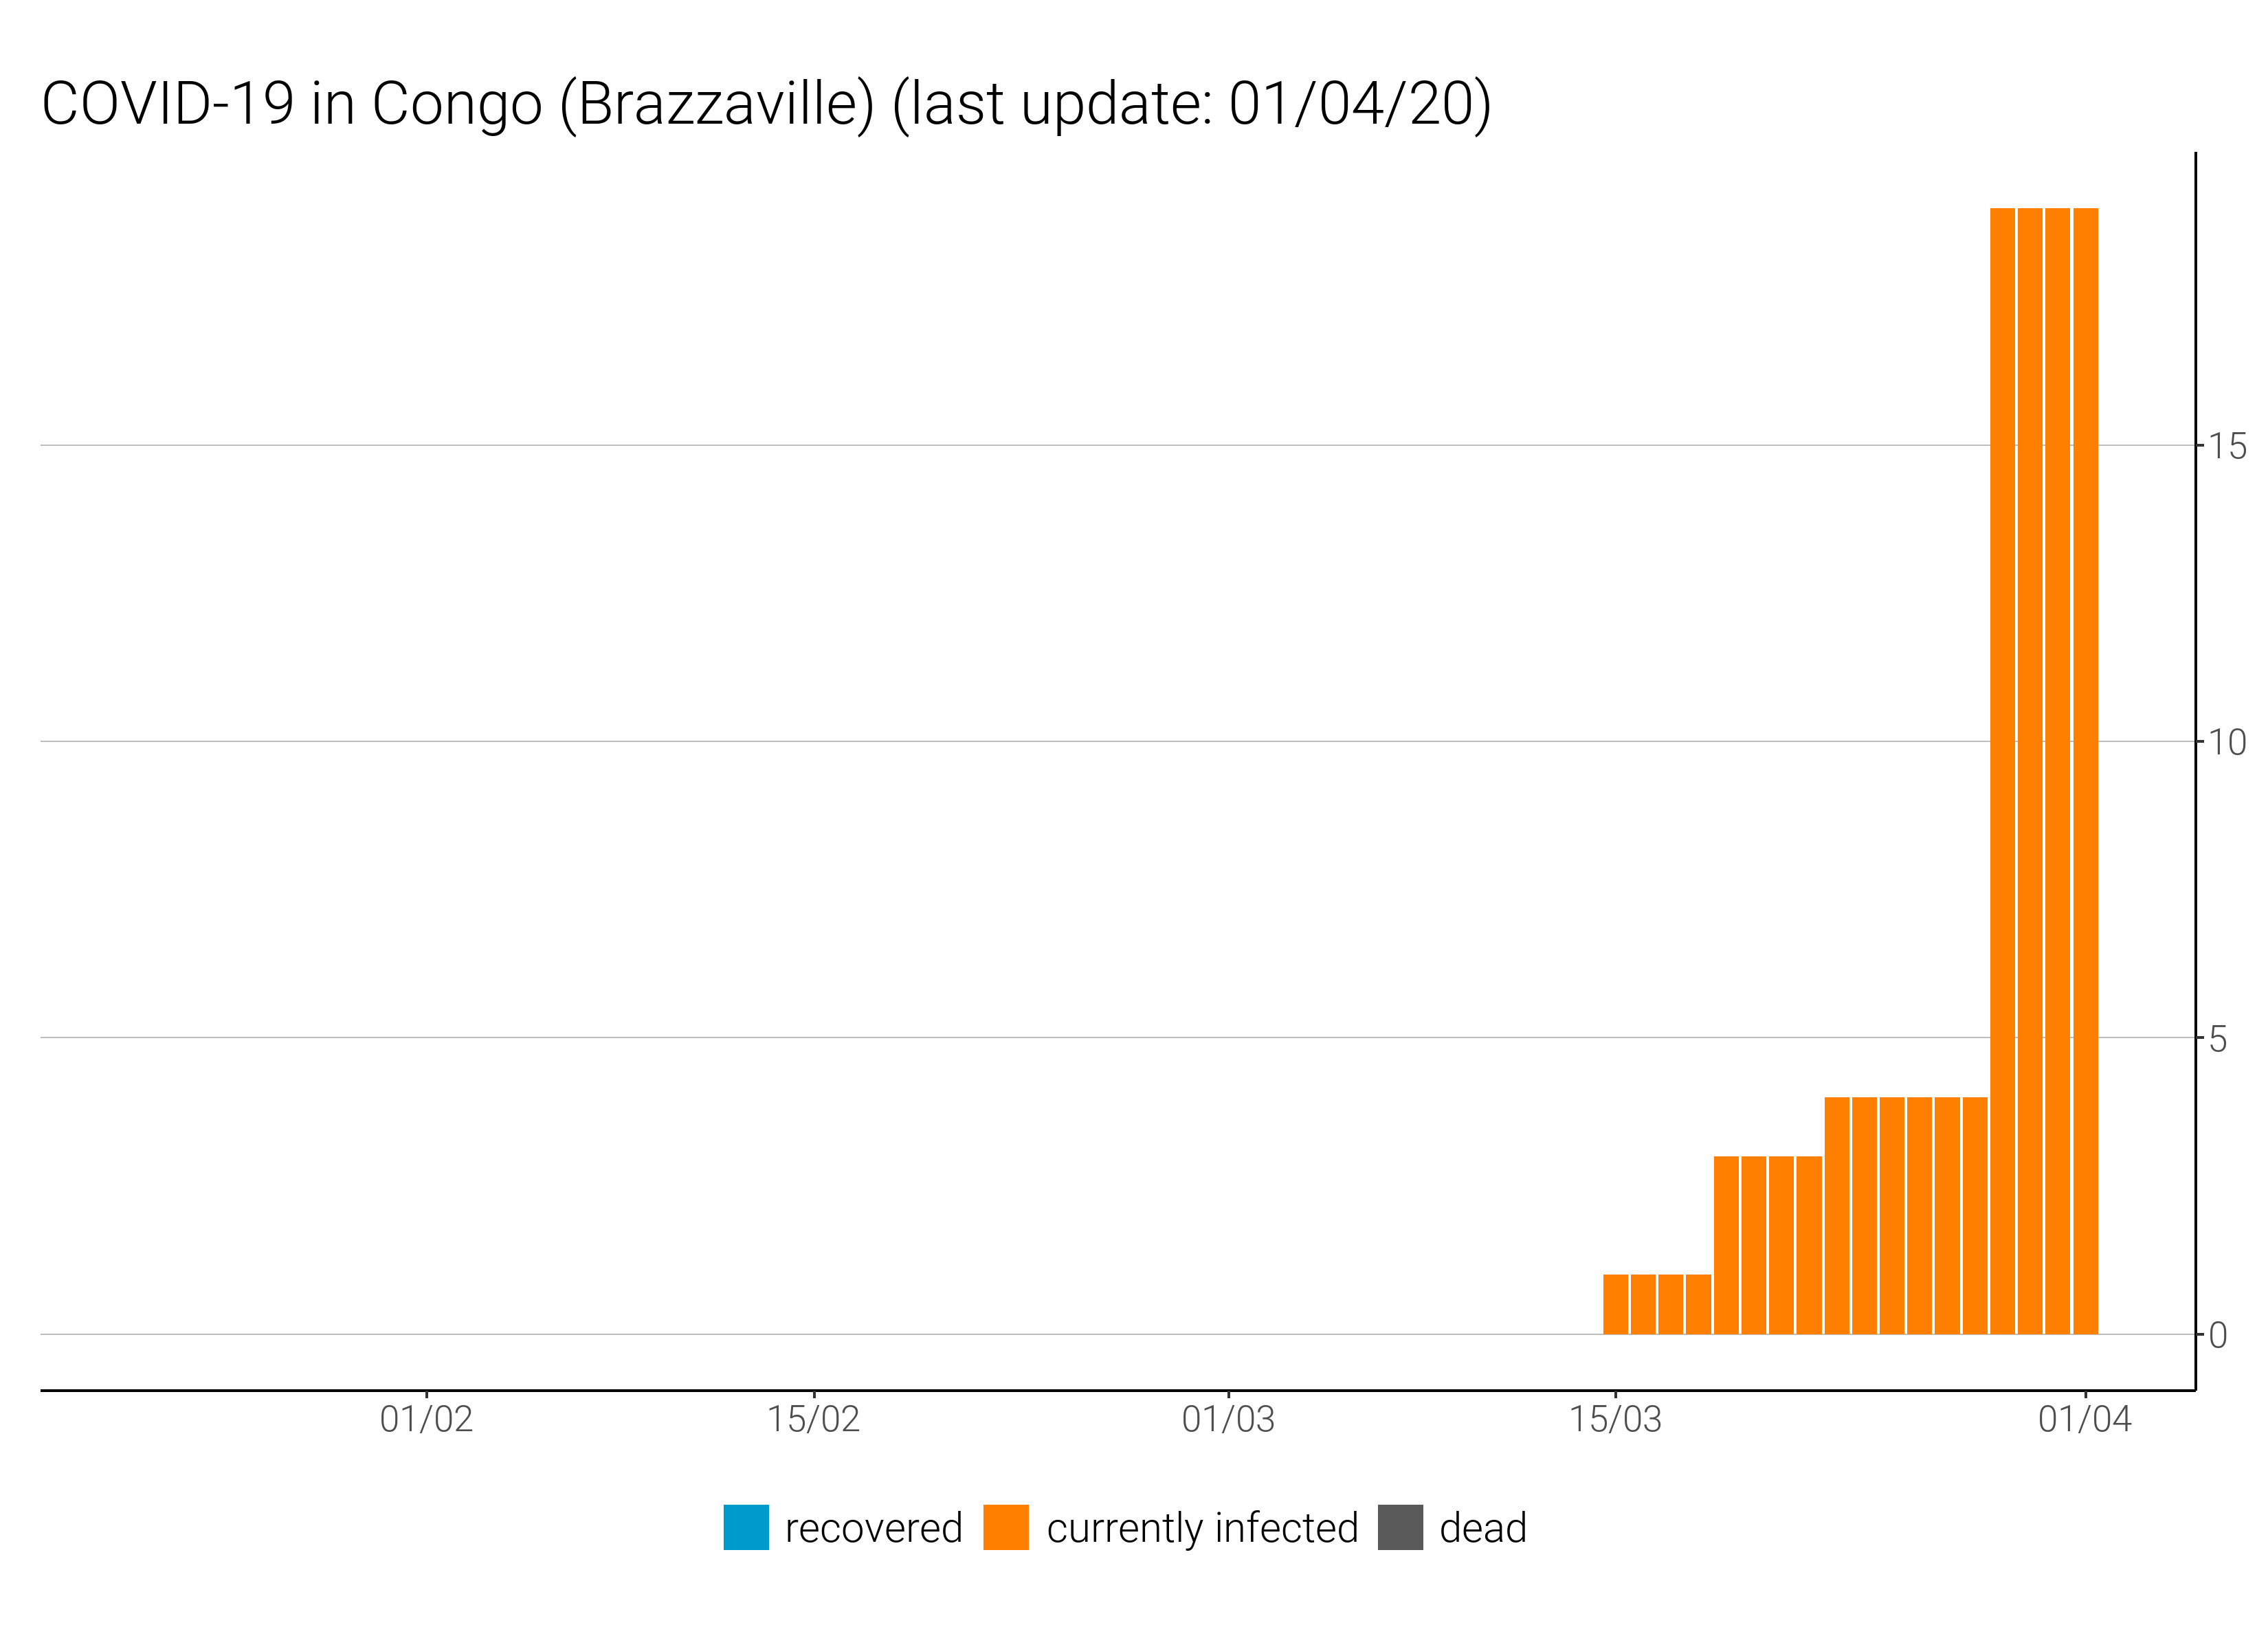 COVID-19 in Congo (Brazzaville) (last update: 01/04/20)
15
10
5
0
01/02 15/02 01/03 15/03 01/04
recovered currently infected dead